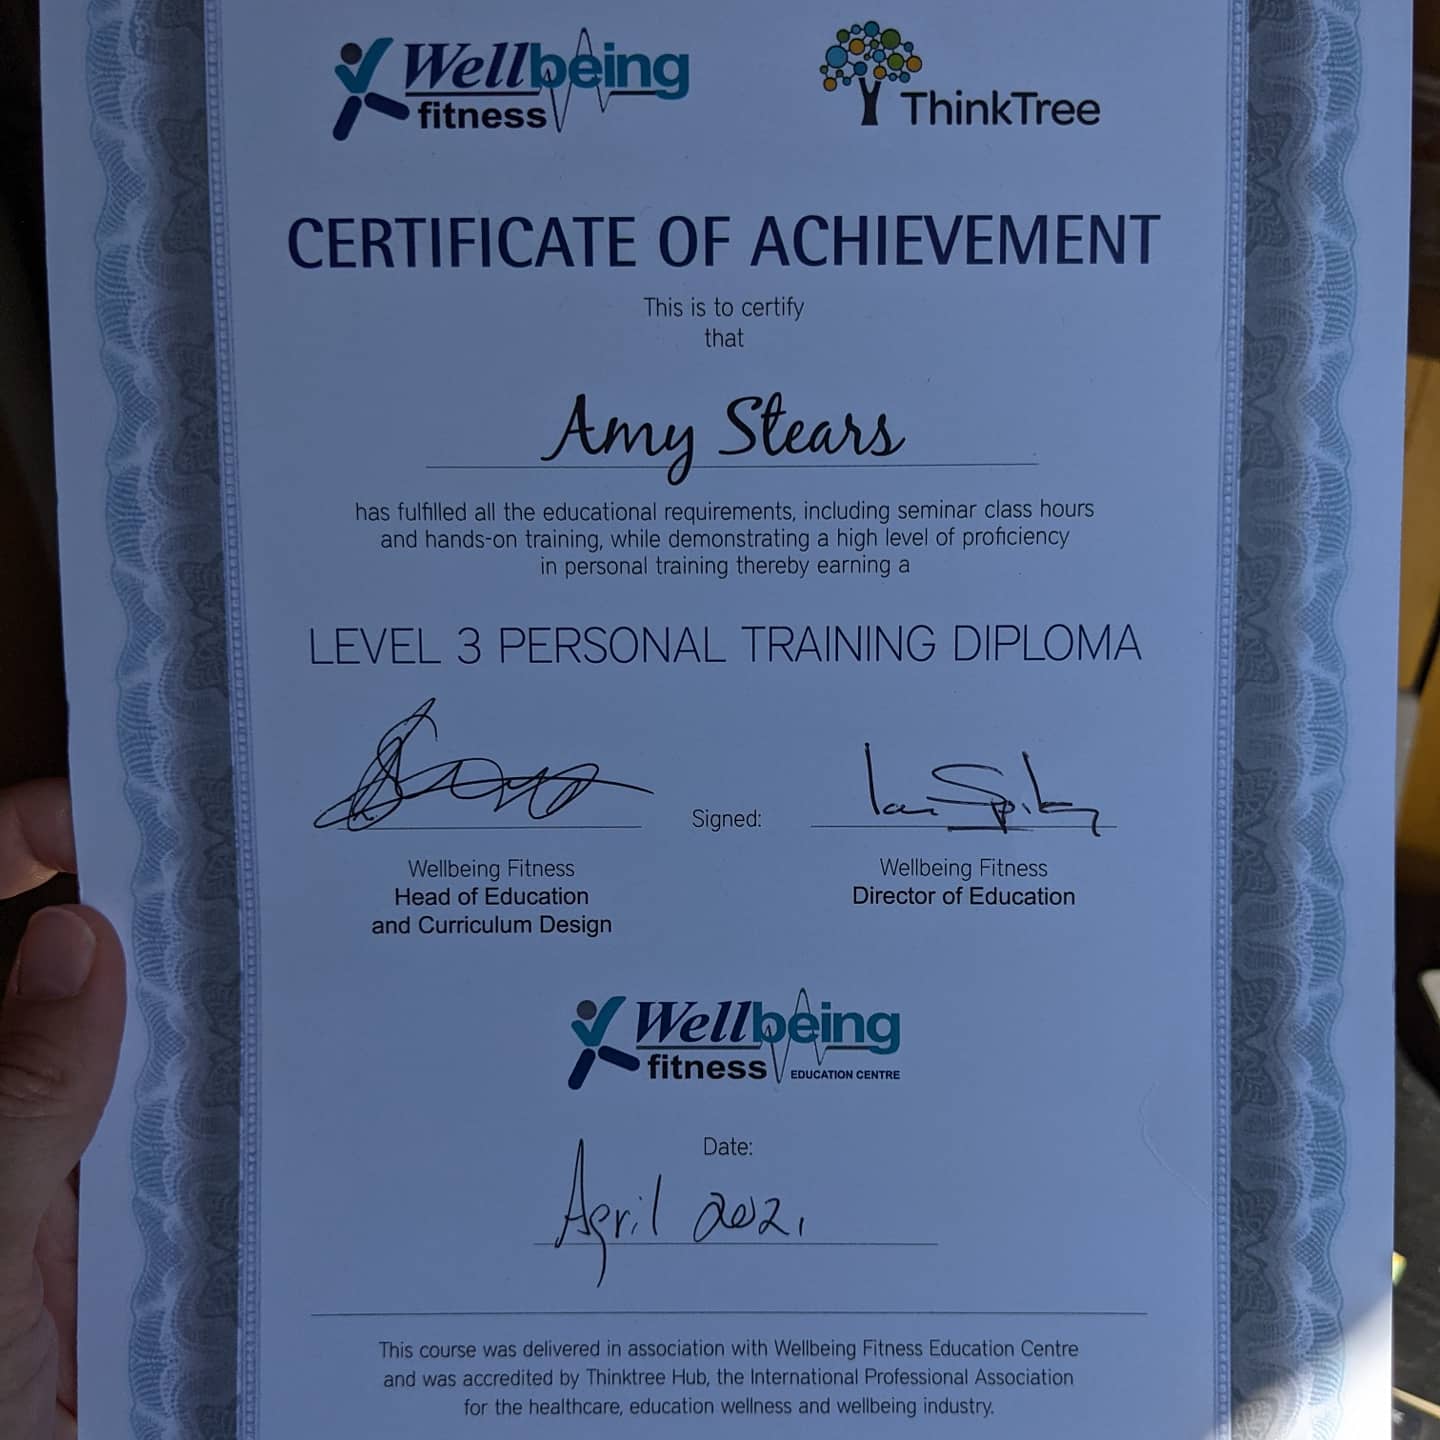 Wellbeing
fitness
ThinkTree
CERTIFICATE OF ACHIEVEMENT
This is to certify
that
Amy Stears
has fulfilled all the educational requirements, including seminar class hours
and hands-on training, while demonstrating a high level of proficiency
in personal training thereby earning a
LEVEL 3 PERSONAL TRAINING DIPLOMA
Signed:
Wellbeing Fitness
Head of Education
and Curriculum Design
Wellbeing Fitness
Director of Education
Wellbeing
fitness EDUCATION CENTRE
Date:
April 2021
This course was delivered in association with Wellbeing Fitness Education Centre
and was accredited by Thinktree Hub, the International Professional Association
for the healthcare, education wellness and wellbeing industry.